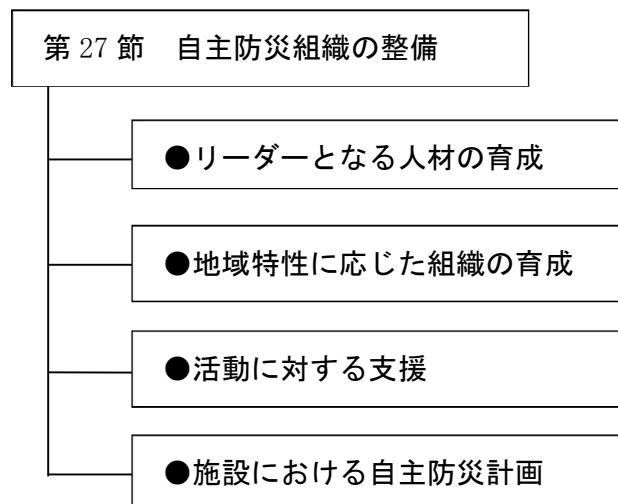 第 27 節　自主防災組織の整備
●リーダーとなる人材の育成
●地域特性に応じた組織の育成
●活動に対する支援
●施設における自主防災計画